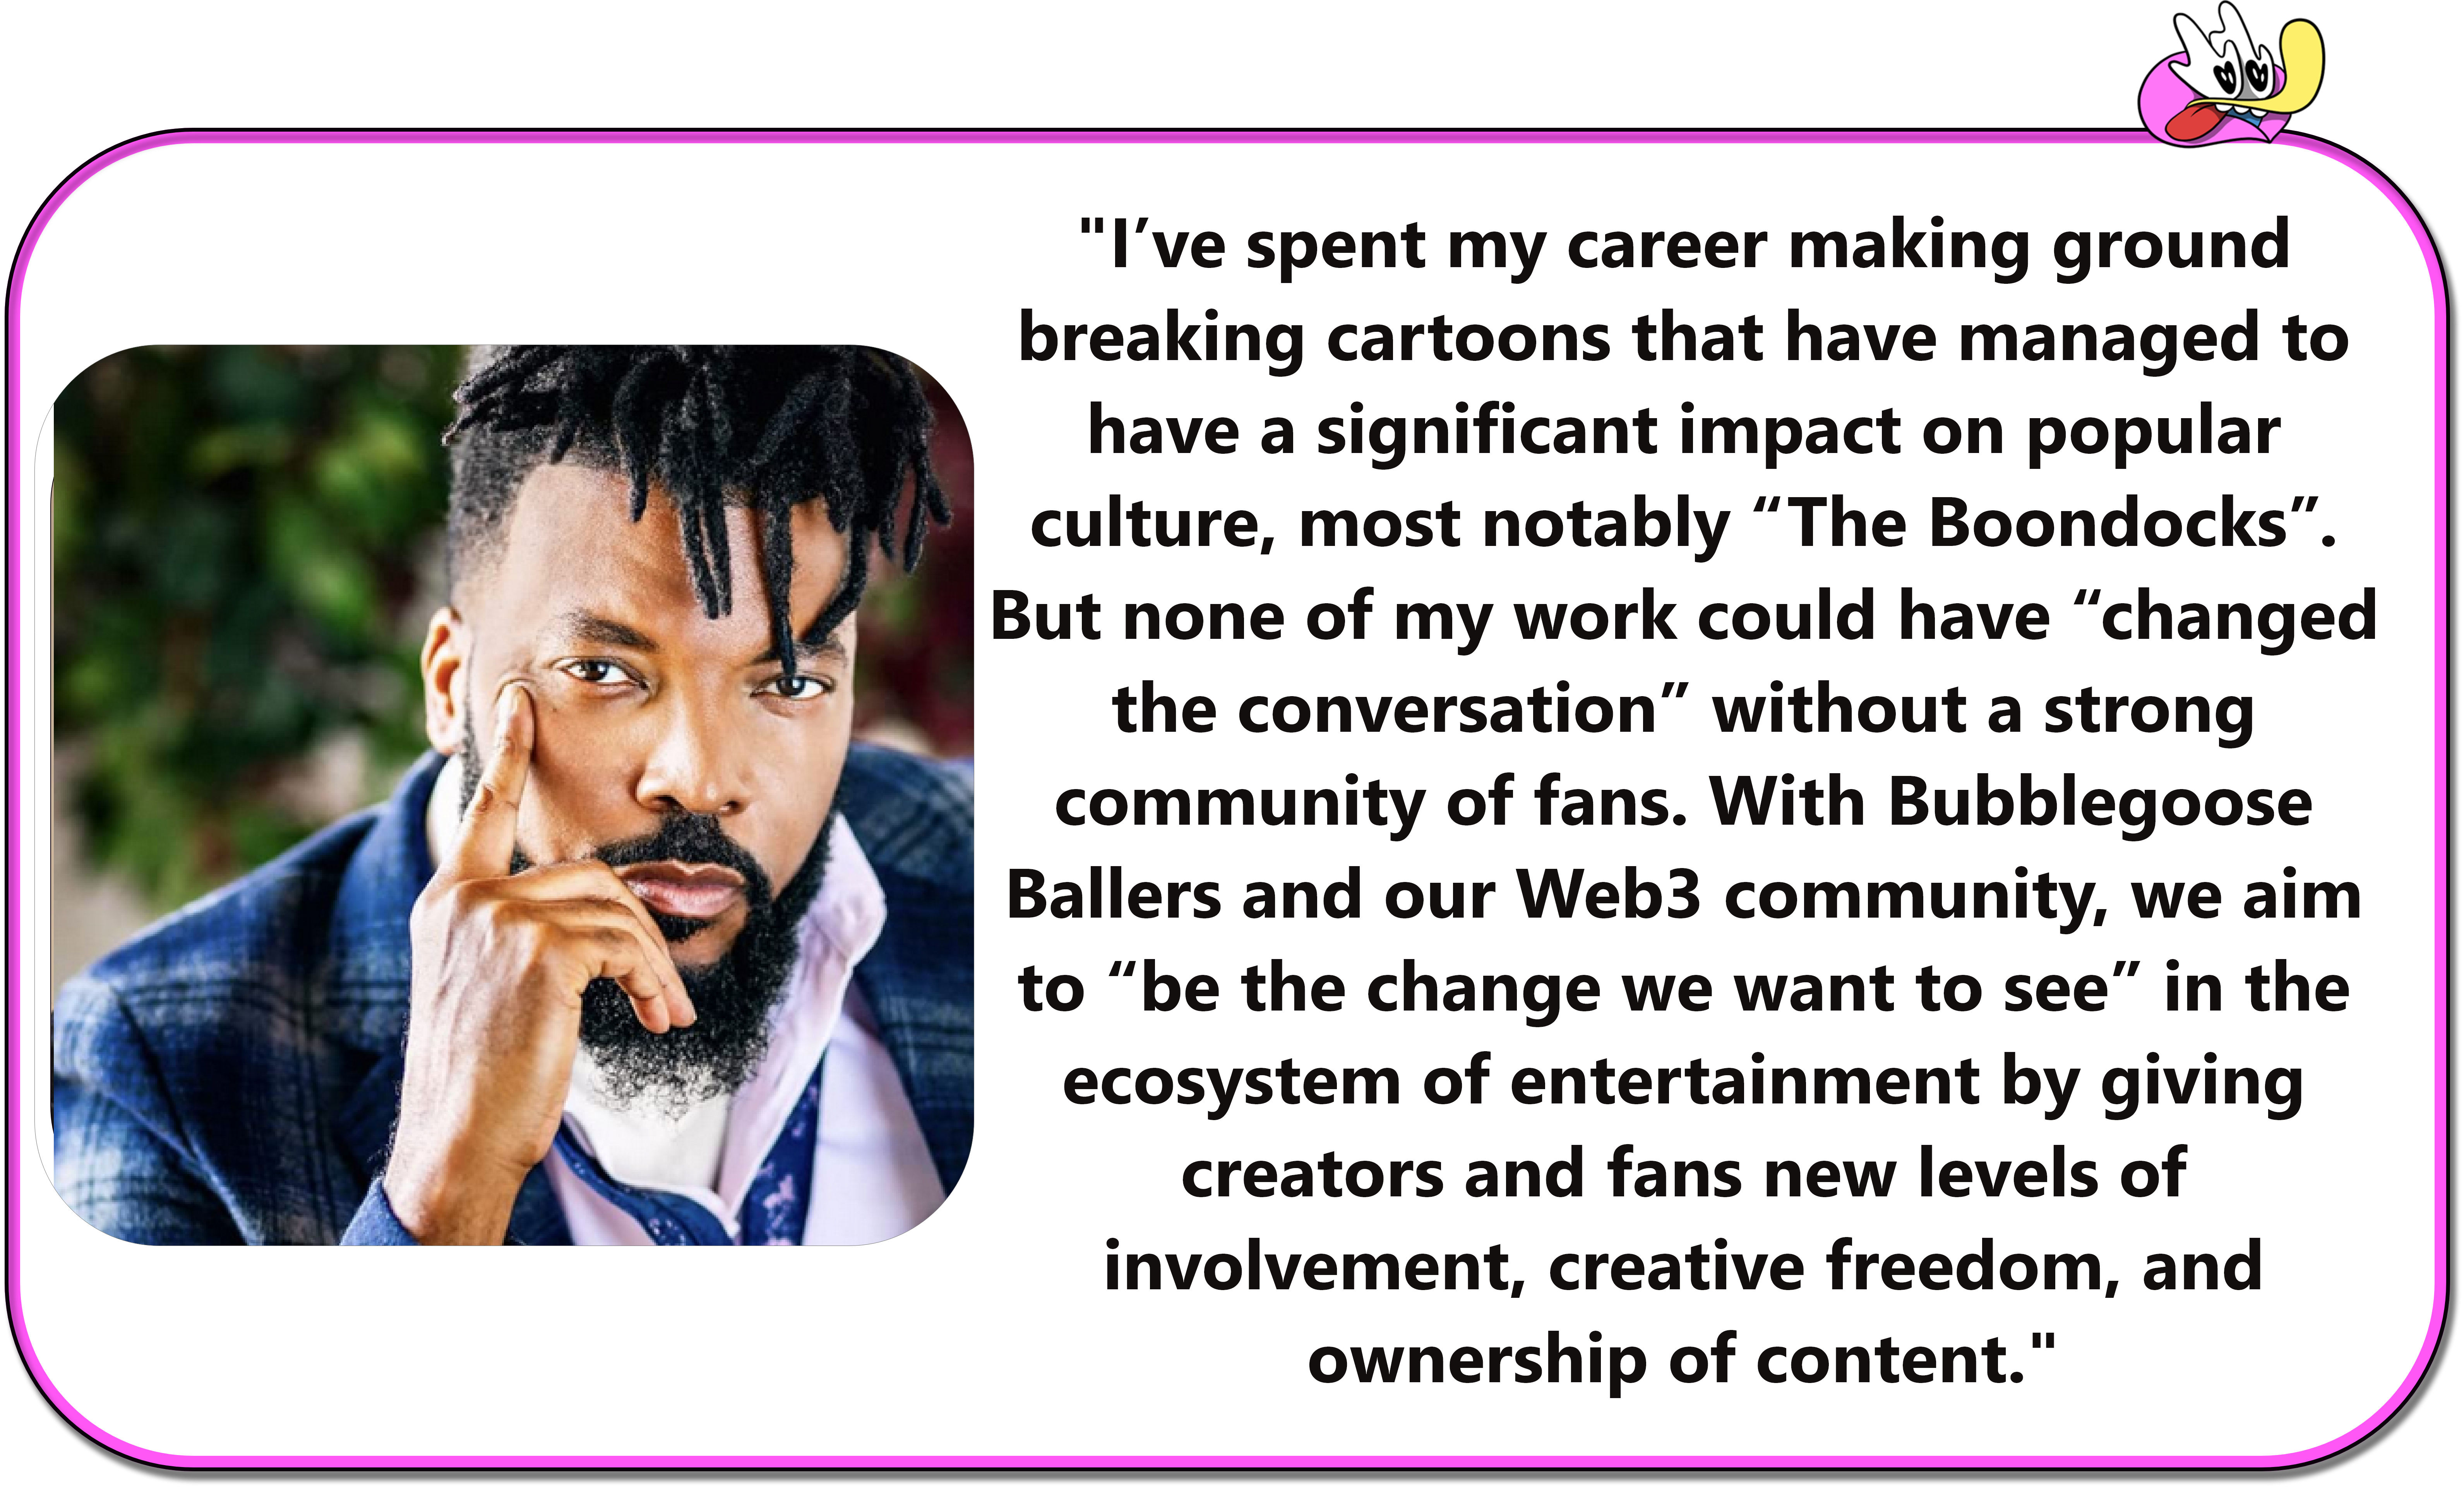 "I’ve spent my career making ground
breaking cartoons that have managed to
have a significant impact on popular
culture, most notably “The Boondocks”.
But none of my work could have “changed
the conversation” without a strong
community of fans. With Bubblegoose
Ballers and our Web3 community, we aim
to “be the change we want to see” in the
ecosystem of entertainment by giving
creators and fans new levels of
involvement, creative freedom, and
ownership of content."